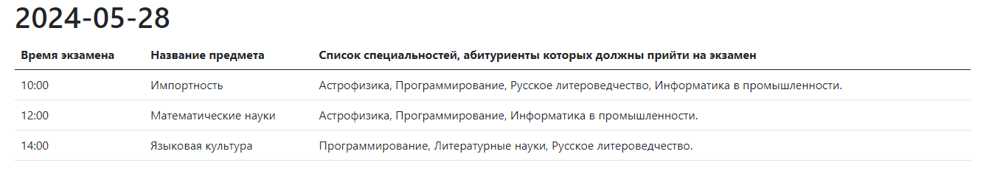 2024-05-28
Время экзамена Название предмета Список специальностей, абитуриенты которых должны прийти на экзамен
10:00 Импортность Астрофизика, Программирование, Русское литероведчество, Информатика в промышленности.
12:00 Математические науки Астрофизика, Программирование, Информатика в промышленности.
14:00 Языковая культура Программирование, Литературные науки, Русское литероведчество.